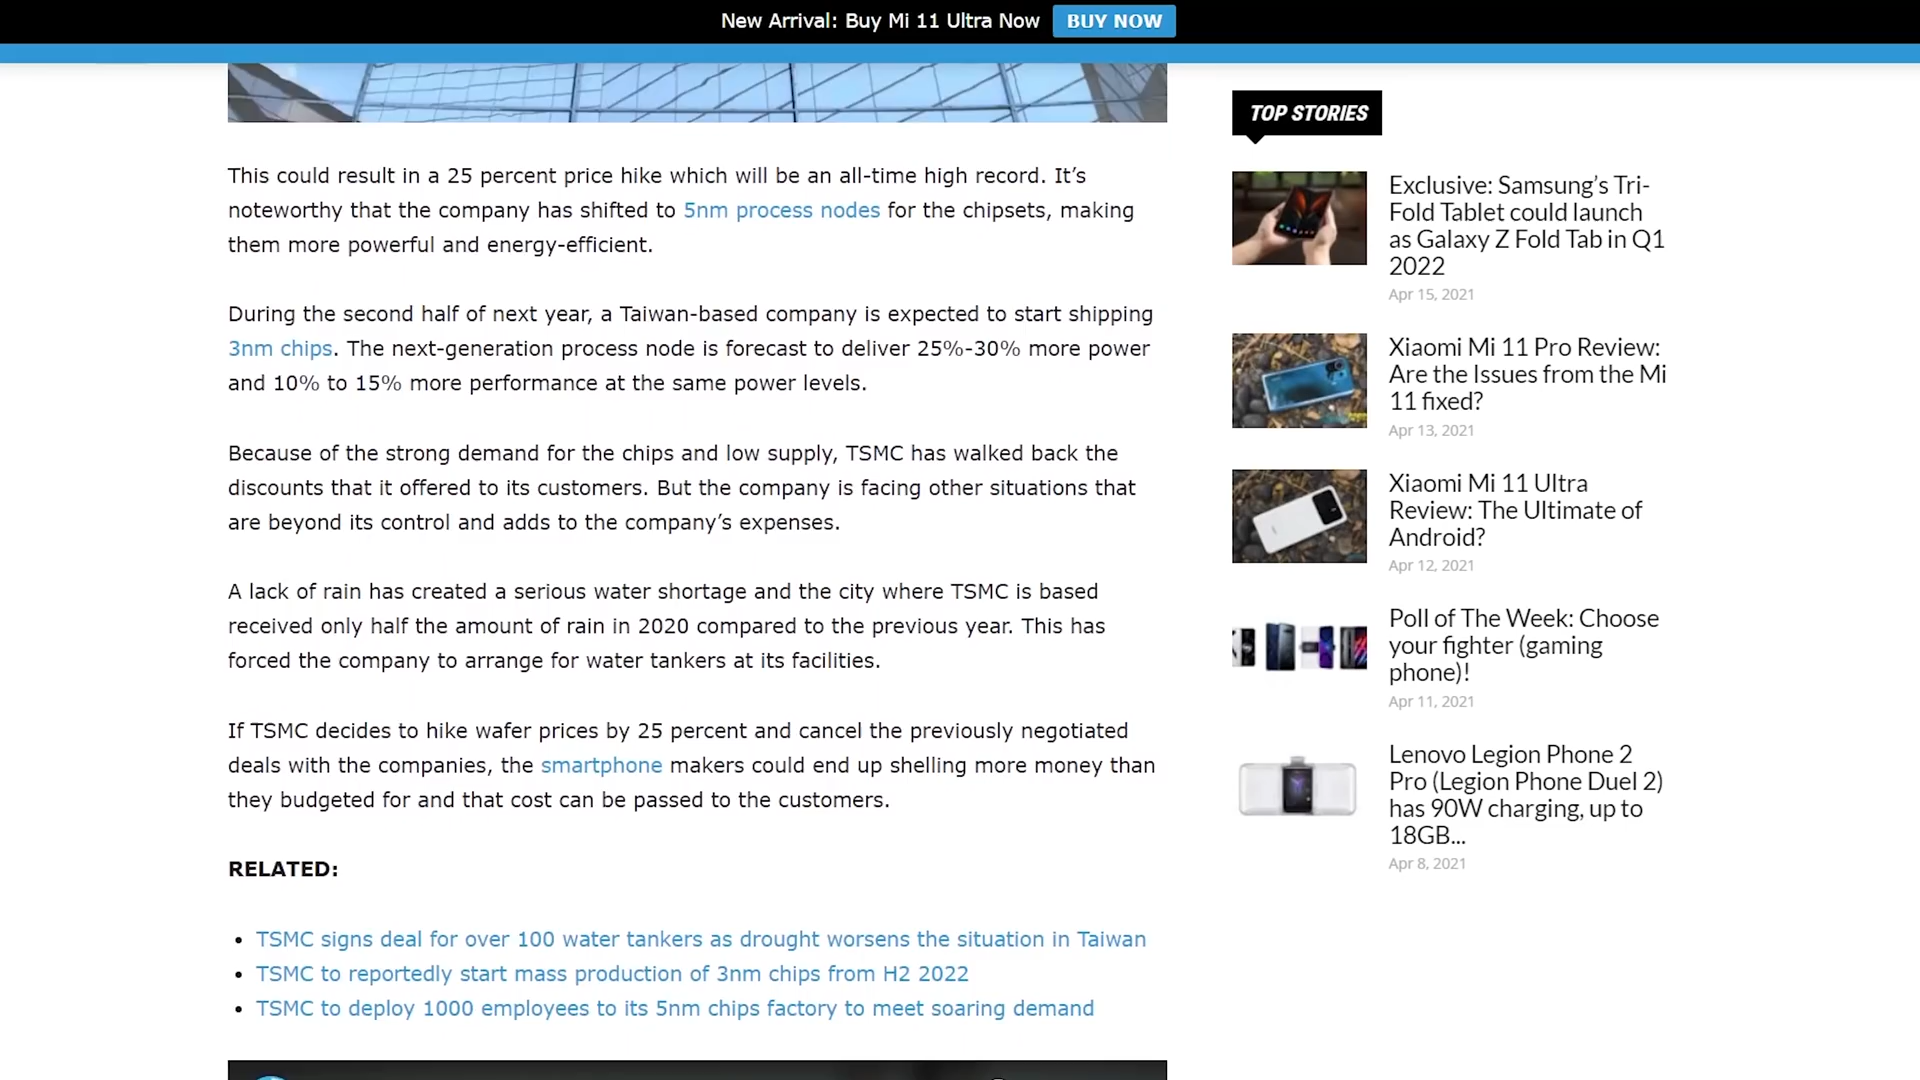 New Arrival: Buy Mi 11 Ultra Now BUY NOW
This could result in a 25 percent price hike which will be an all-time high record. It’s
noteworthy that the company has shifted to 5nm process nodes for the chipsets, making
them more powerful and energy-efficient.
During the second half of next year, a Taiwan-based company is expected to start shipping
3nm chips. The next-generation process node is forecast to deliver 25%-30% more power
and 10% to 15% more performance at the same power levels.
Because of the strong demand for the chips and low supply, TSMC has walked back the
discounts that it offered to its customers. But the company is facing other situations that
are beyond its control and adds to the company’s expenses.
A lack of rain has created a serious water shortage and the city where TSMC is based
received only half the amount of rain in 2020 compared to the previous year. This has
forced the company to arrange for water tankers at its facilities.
If TSMC decides to hike wafer prices by 25 percent and cancel the previously negotiated
deals with the companies, the smartphone makers could end up shelling more money than
they budgeted for and that cost can be passed to the customers.
RELATED:
• TSMC signs deal for over 100 water tankers as drought worsens the situation in Taiwan
• TSMC to reportedly start mass production of 3nm chips from H2 2022
• TSMC to deploy 1000 employees to its 5nm chips factory to meet soaring demand
TOP STORIES
Exclusive: Samsung’s Tri-
Fold Tablet could launch
as Galaxy Z Fold Tab in Q1
2022
Apr 15, 2021
Xiaomi Mi 11 Pro Review:
Are the Issues from the Mi
11 fixed?
Apr 13, 2021
Xiaomi Mi 11 Ultra
Review: The Ultimate of
Android?
Apr 12, 2021
Poll of The Week: Choose
your fighter (gaming
phone)!
Apr 11, 2021
Lenovo Legion Phone 2
Pro (Legion Phone Duel 2)
has 90W charging, up to
18GB...
Apr 8, 2021